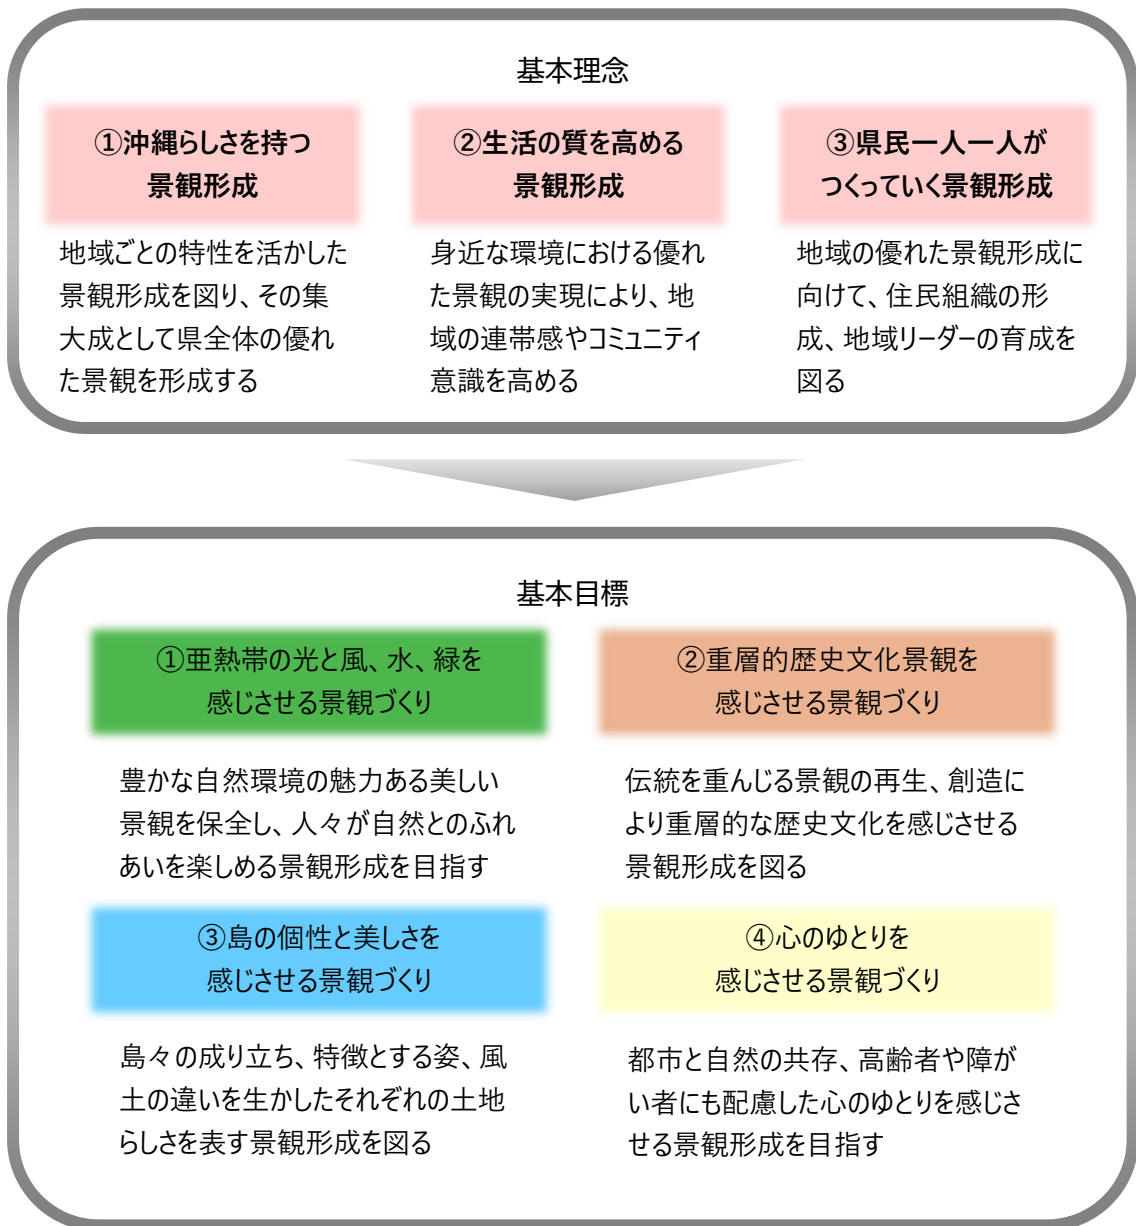 基本理念
①沖縄らしさを持つ
景観形成
地域ごとの特性を活かした
景観形成を図り、その集
大成として県全体の優れ
た景観を形成する
②生活の質を高める
景観形成
身近な環境における優れ
た景観の実現により、地
域の連帯感やコミュニティ
意識を高める
③県民一人一人が
つくっていく景観形成
地域の優れた景観形成に
向けて、住民組織の形
成、地域リーダーの育成を
図る
基本目標
①亜熱帯の光と風、水、緑を
感じさせる景観づくり
豊かな自然環境の魅力ある美しい
景観を保全し、人々が自然とのふれ
あいを楽しめる景観形成を目指す
②重層的歴史文化景観を
感じさせる景観づくり
伝統を重んじる景観の再生、創造に
より重層的な歴史文化を感じさせる
景観形成を図る
③島の個性と美しさを
感じさせる景観づくり
島々の成り立ち、特徴とする姿、風
土の違いを生かしたそれぞれの土地
らしさを表す景観形成を図る
④心のゆとりを
感じさせる景観づくり
都市と自然の共存、高齢者や障が
い者にも配慮した心のゆとりを感じさ
せる景観形成を目指す